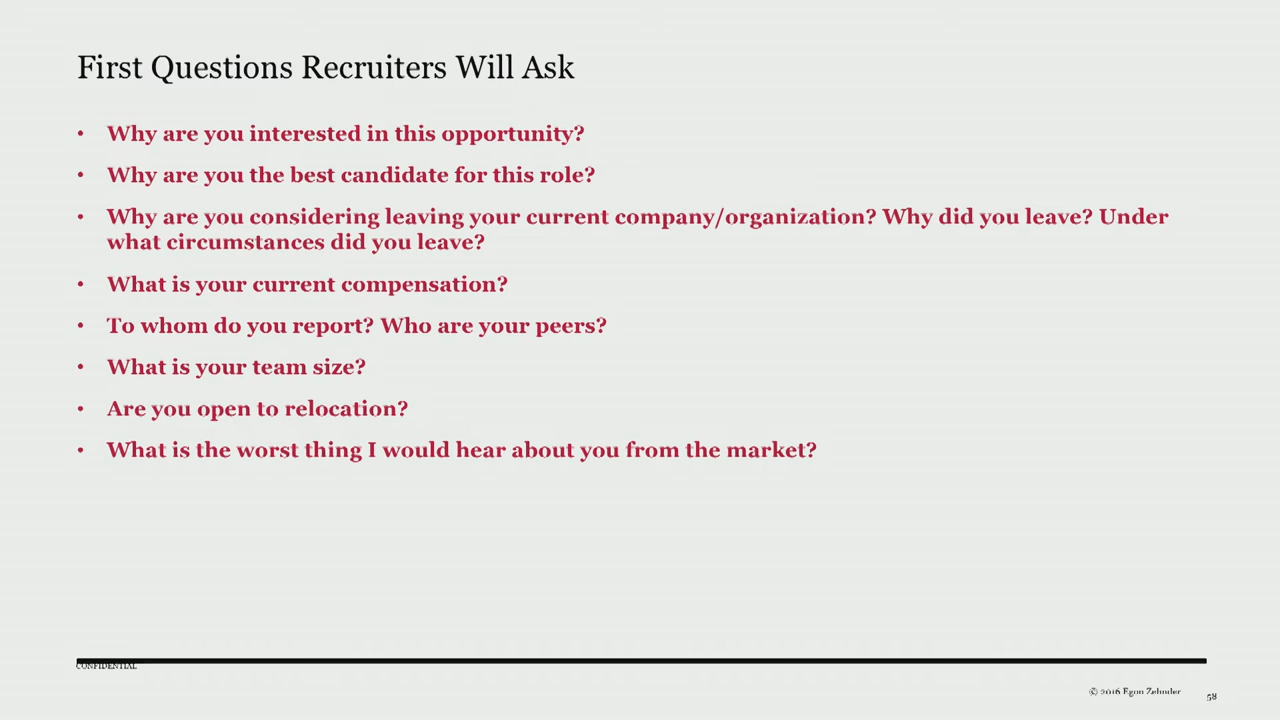 First Questions Recruiters Will Ask
• Why are you interested in this opportunity?
• Why are you the best candidate for this role?
• Why are you considering leaving your current company/organization? Why did you leave? Under
what circumstances did you leave?
• What is your current compensation?
• To whom do you report? Who are your peers?
• What is your team size?
• Are you open to relocation?
• What is the worst thing I would hear about you from the market?
CONFIDENTIAL
© 2016 Egon Zehnder
58